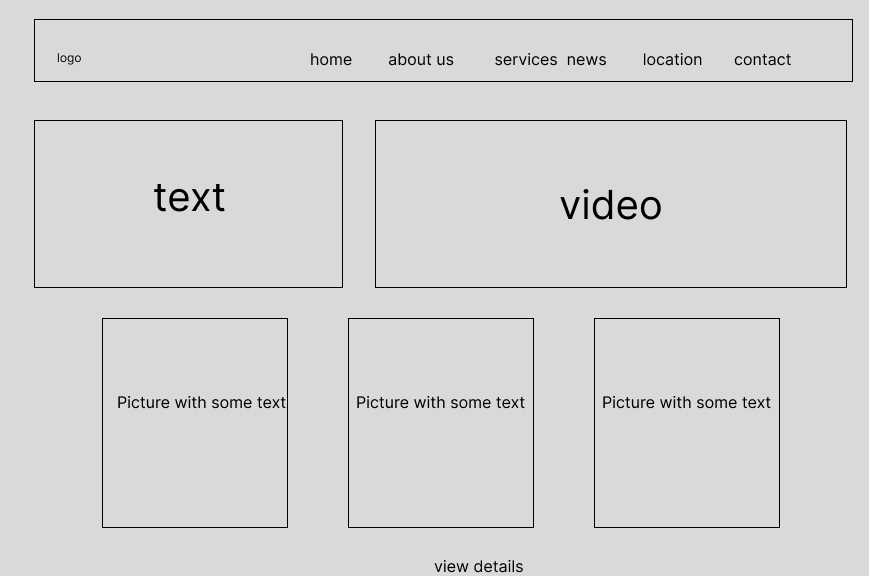 logo home about us services news location contact
text
video
Picture with some text
Picture with some text
Picture with some text
view details